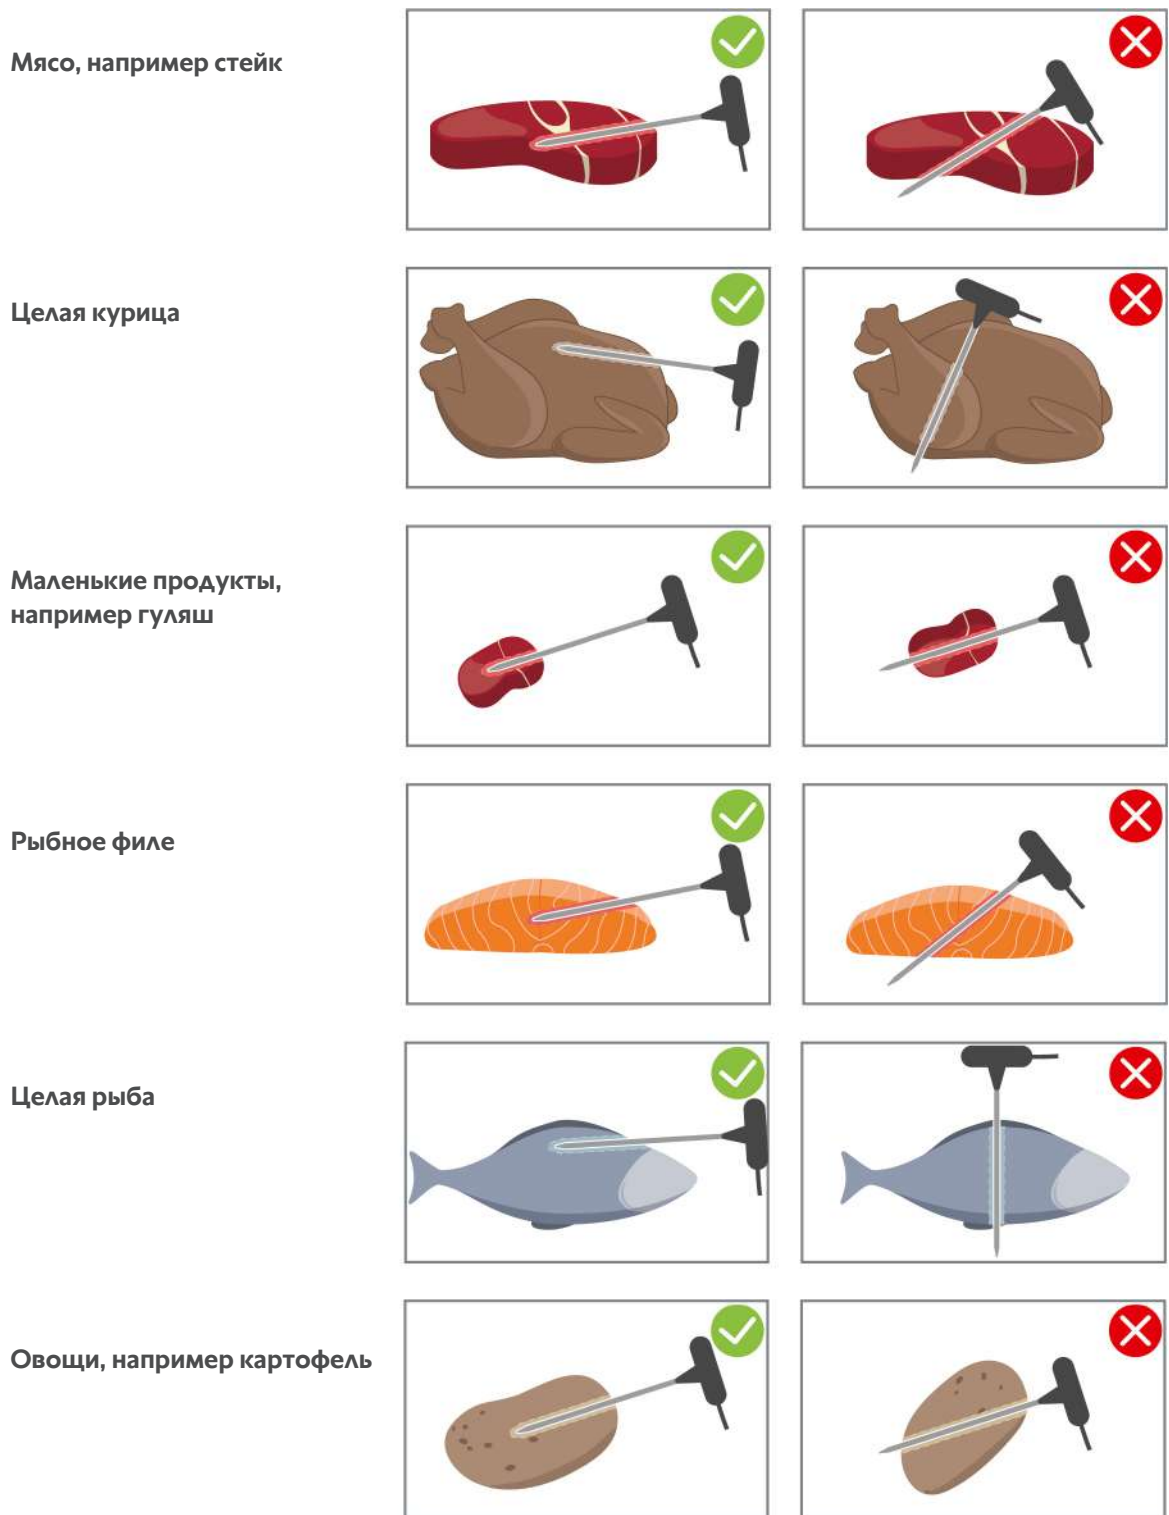 Мясо, например стейк
Целая курица
Маленькие продукты,
например гуляш
Рыбное филе
Целая рыба
Овощи, например картофель